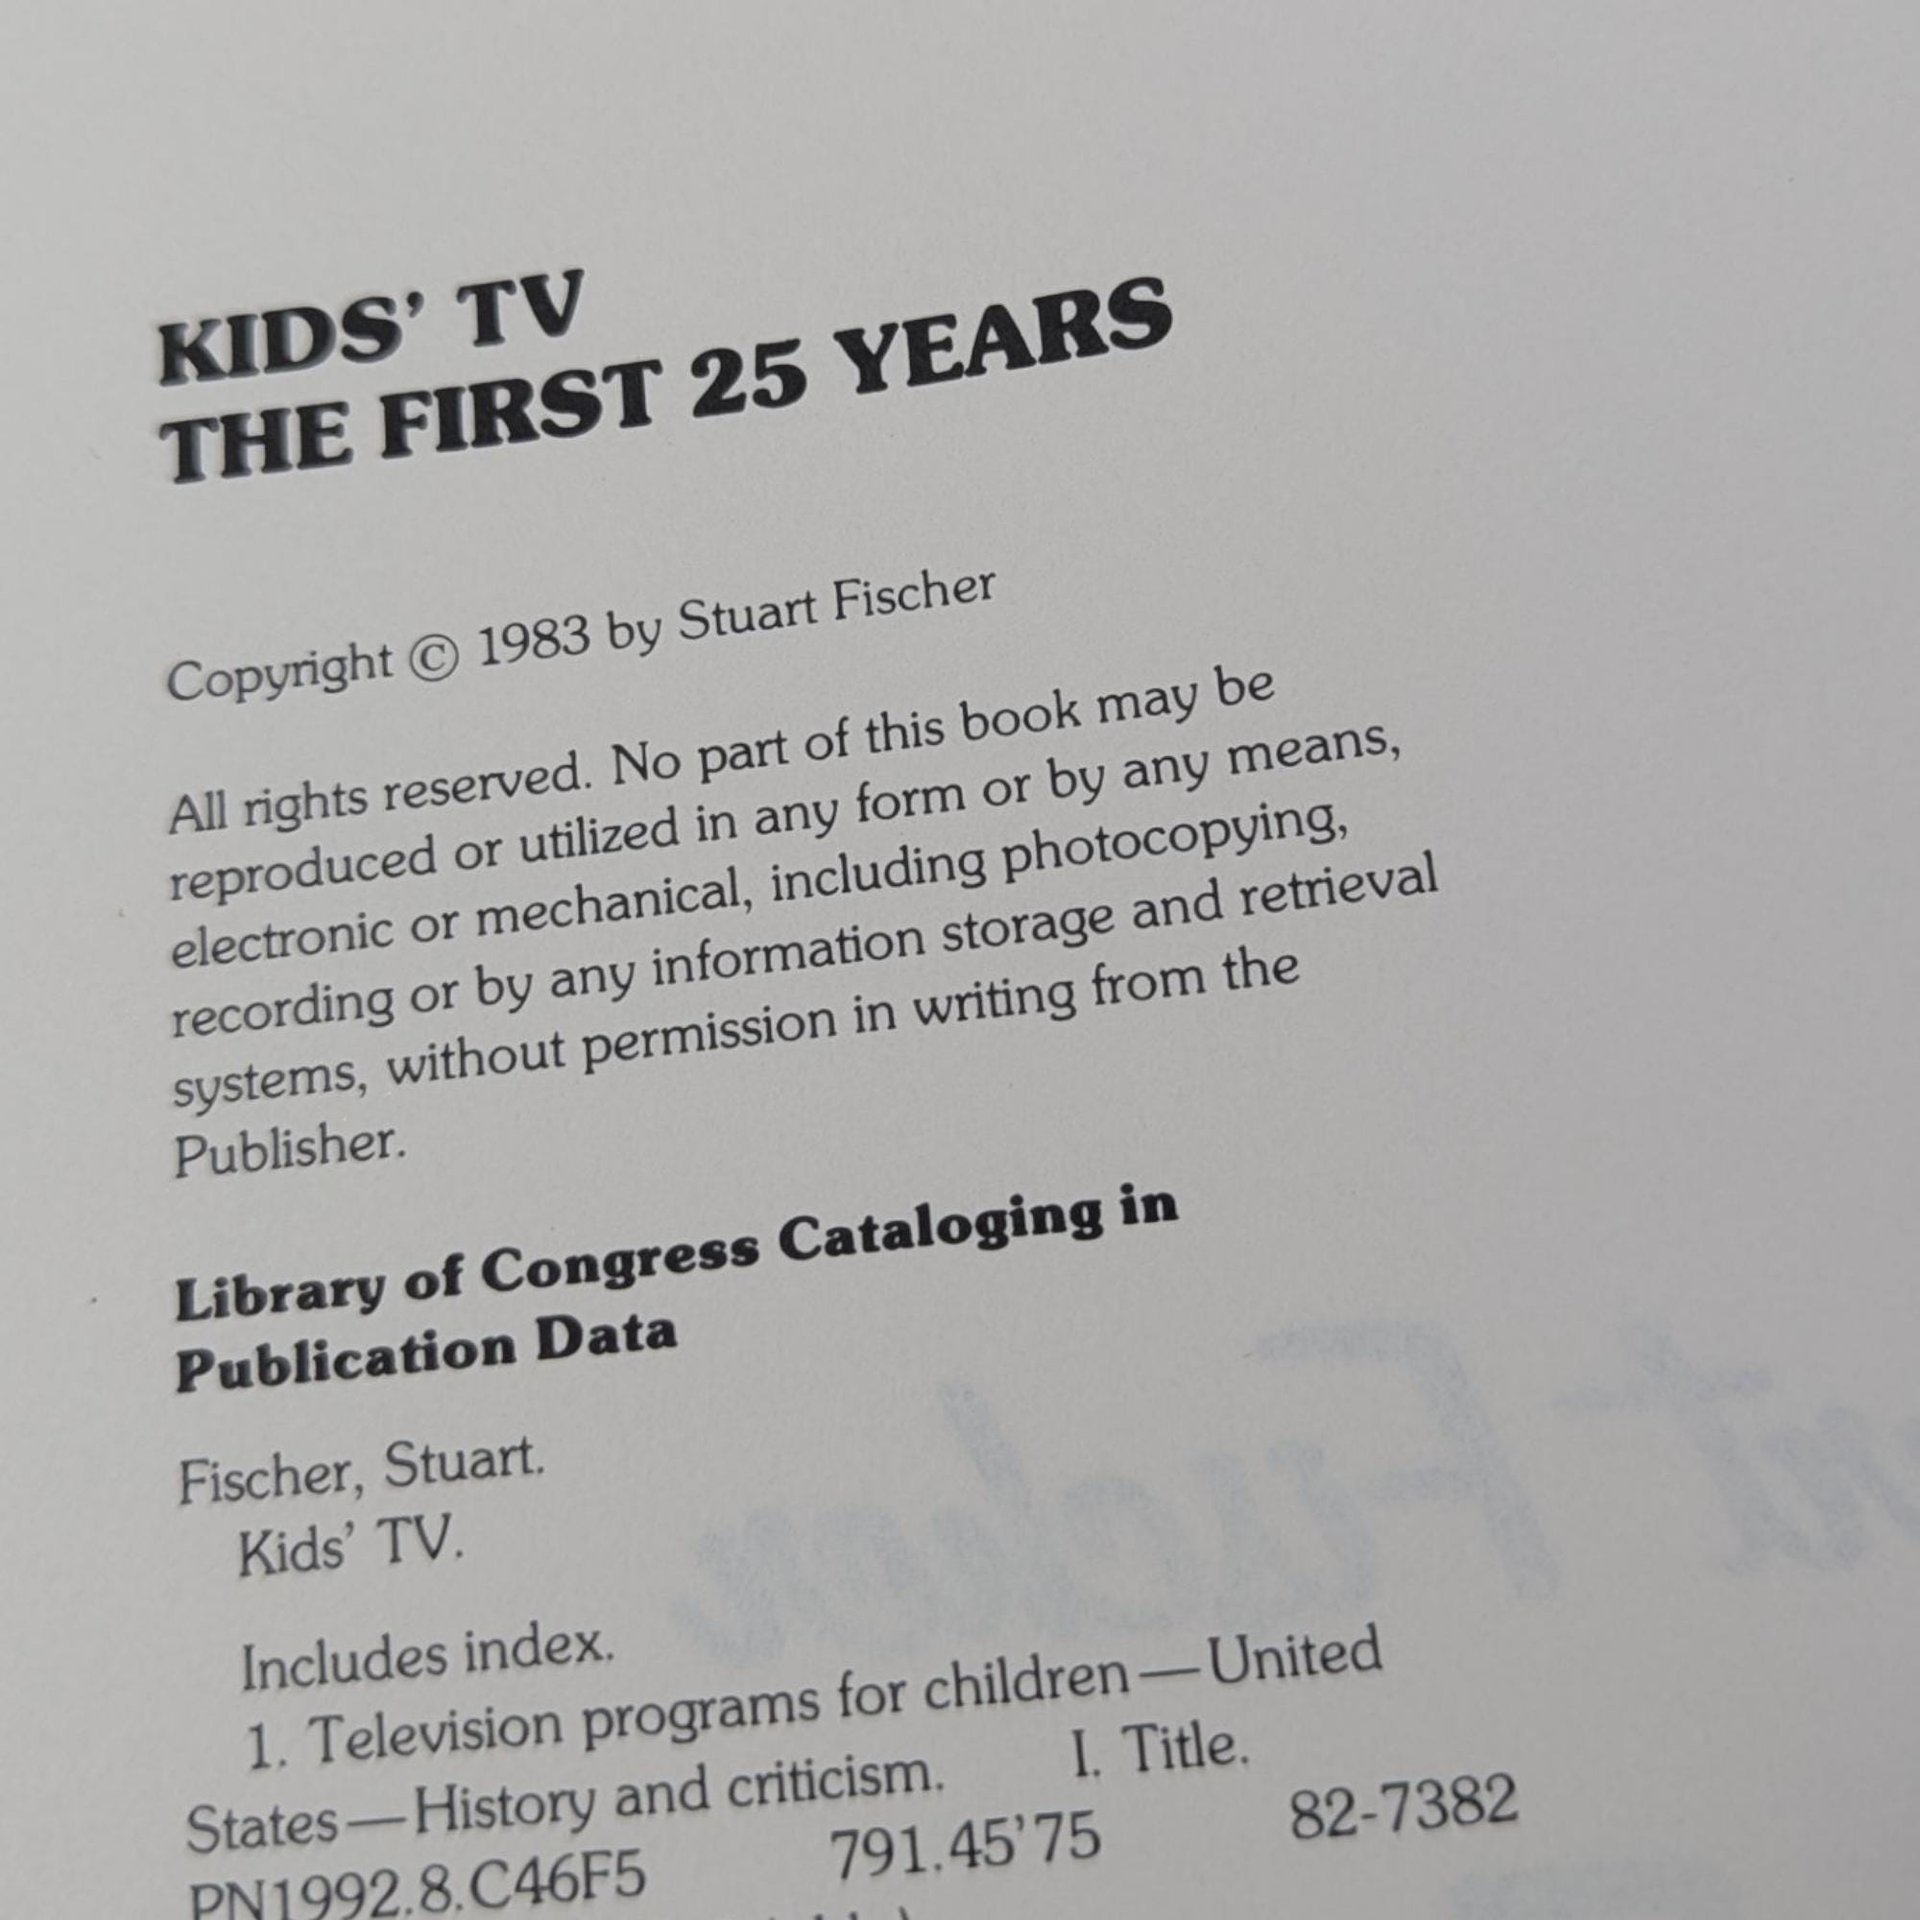 KIDS’ TV
THE FIRST 25 YEARS
Copyright © 1983 by Stuart Fischer
All rights reserved. No part of this book may be
reproduced or utilized in any form or by any means,
electronic or mechanical, including photocopying,
recording or by any information storage and retrieval
systems, without permission in writing from the
Publisher.
Library of Congress Cataloging in
Publication Data
Fischer, Stuart.
Kids’ TV.
Includes index.
1. Television programs for children—United
States—History and criticism. I. Title.
PN1992.8.C46F5 791.45’75 82-7382